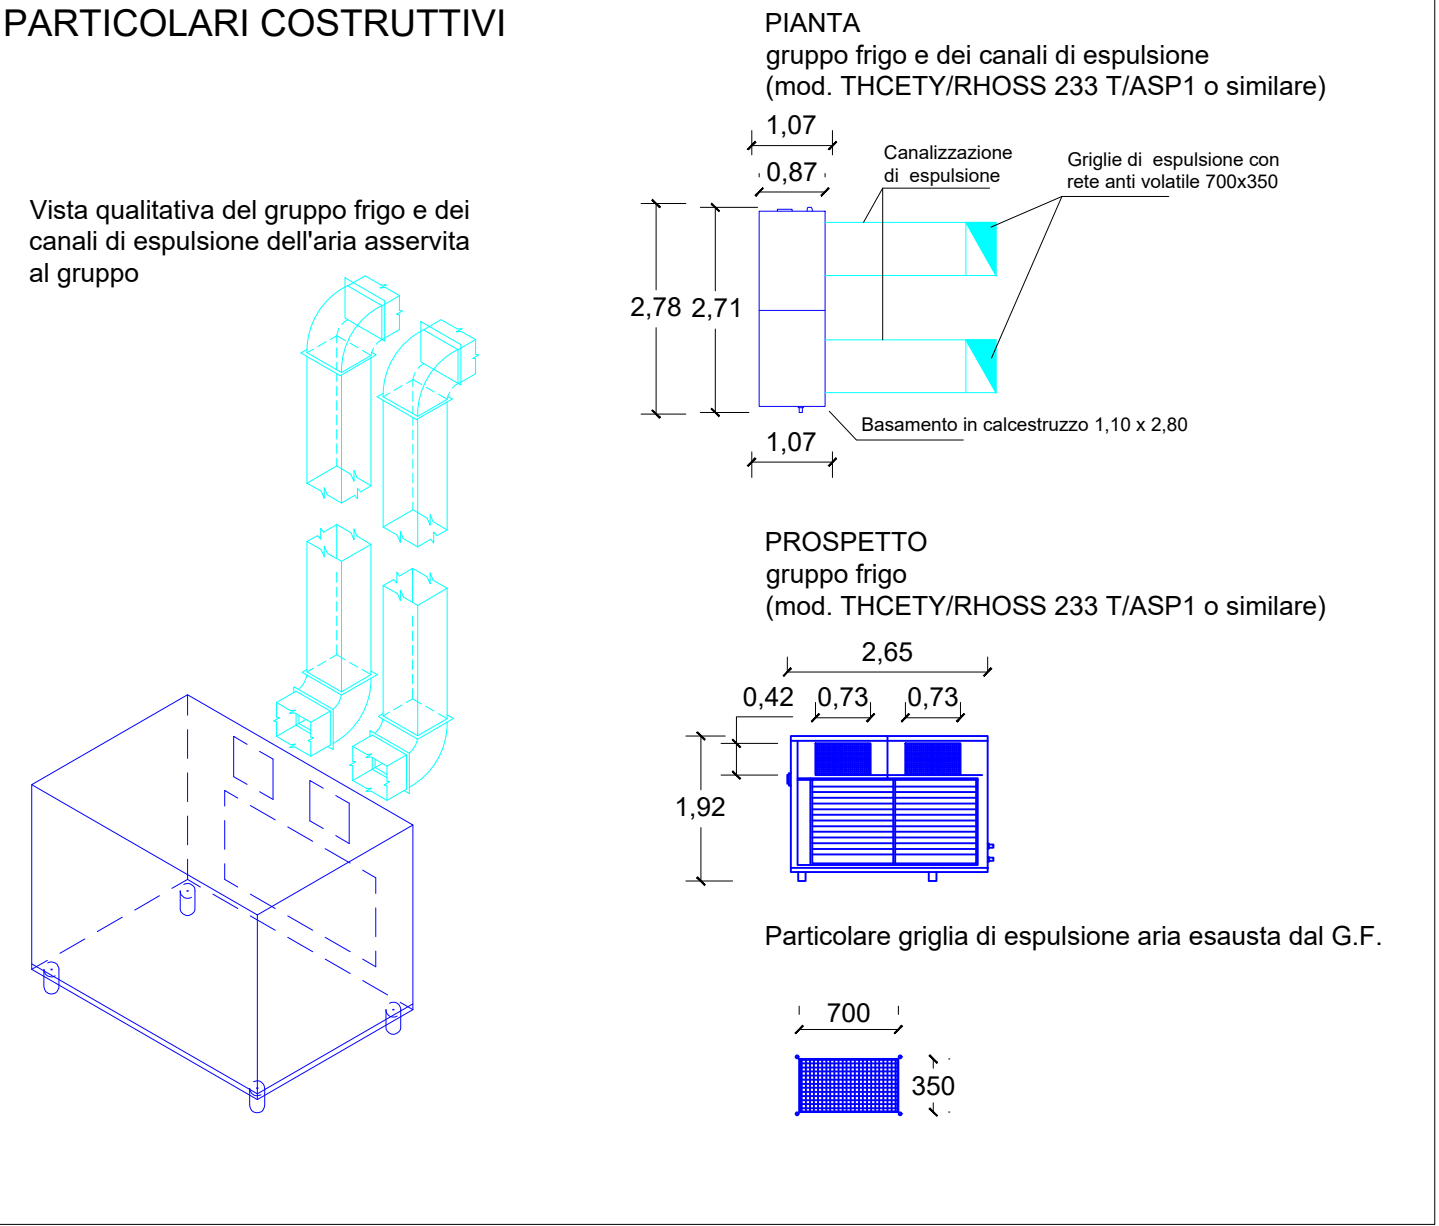 PARTICOLARI COSTRUTTIVI
Vista qualitativa del gruppo frigo e dei
canali di espulsione dell'aria asservita
al gruppo
PIANTA
gruppo frigo e dei canali di espulsione
(mod. THCETY/RHOSS 233 T/ASP1 o similare)
1,07
0,87
Canalizzazione
di espulsione
Griglie di espulsione con
rete anti volatile 700x350
2,78
2,71
Basamento in calcestruzzo 1,10 x 2,80
1,07
PROSPETTO
gruppo frigo
(mod. THCETY/RHOSS 233 T/ASP1 o similare)
2,65
0,42
0,73
0,73
1,92
Particolare griglia di espulsione aria esausta dal G.F.
700
350